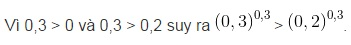 Vì 0,3 > 0 và 0,3 > 0,2 suy ra (0,3)^{0,3} > (0,2)^{0,3}.